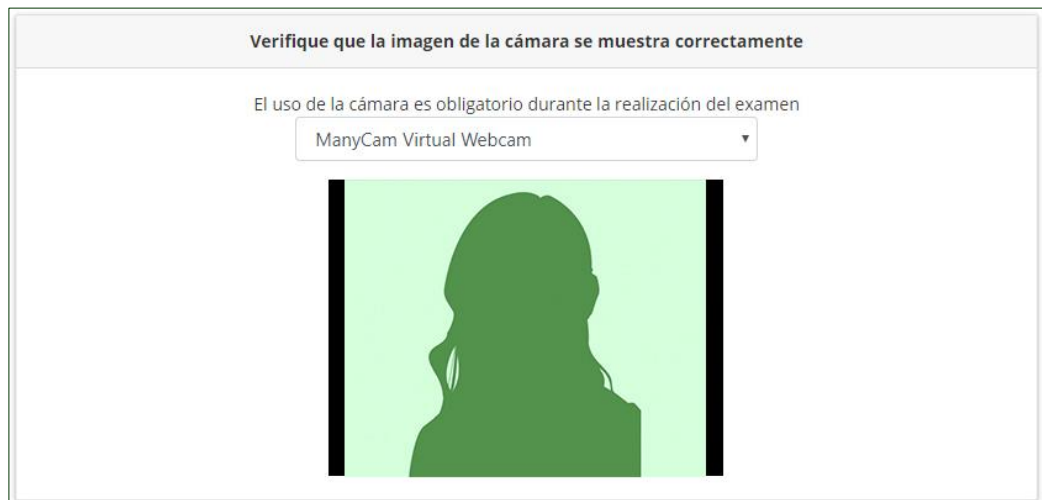 Verifique que la imagen de la cámara se muestra correctamente
El uso de la cámara es obligatorio durante la realización del examen
ManyCam Virtual Webcam